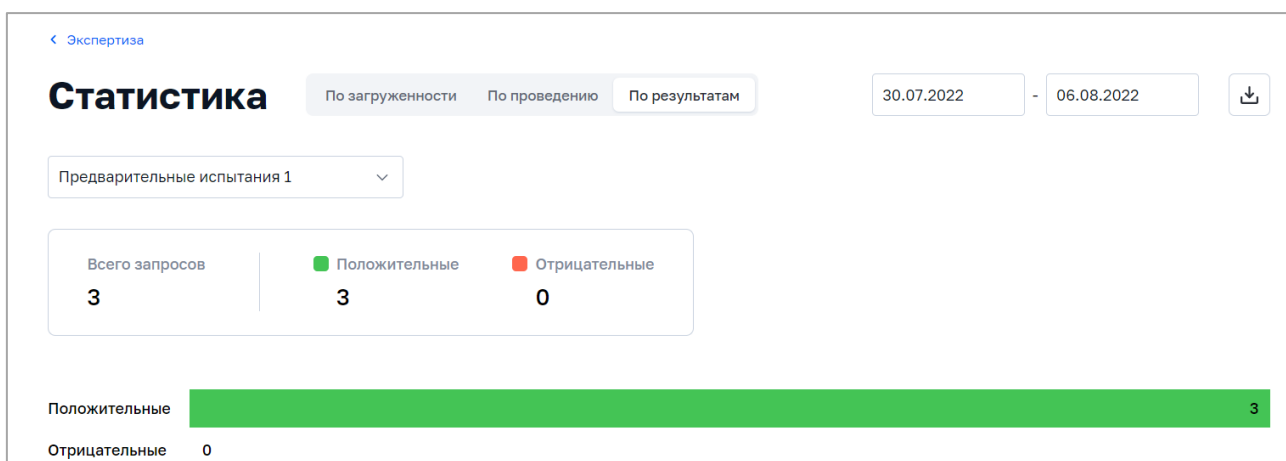 Экспертиза
Статистика По загруженности По проведению По результатам 30.07.2022 - 06.08.2022
Предварительные испытания 1
Всего запросов Положительные Отрицательные
3 3 0
Положительные 3
Отрицательные 0